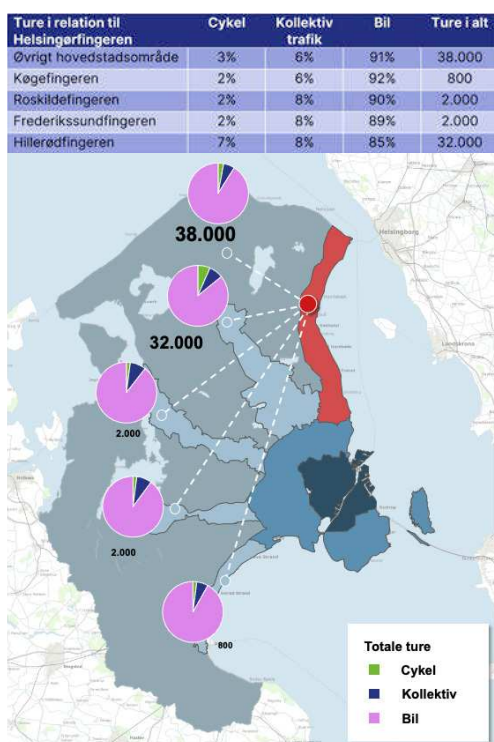 Ture i relation til Helsingørfingeren Cykel Kollektiv trafik Bil Ture i alt
Øvrigt hovedstadsområde 3% 6% 91% 38.000
Køgefingeren 2% 6% 92% 800
Roskildefingeren 2% 8% 90% 2.000
Frederikssundfingeren 2% 8% 89% 2.000
Hillerødfingeren 7% 8% 85% 32.000
38.000
Helsingborg
32.000
Landskrona
2.000
2.000
800
Totale ture
Cykel
Kollektiv
Bil